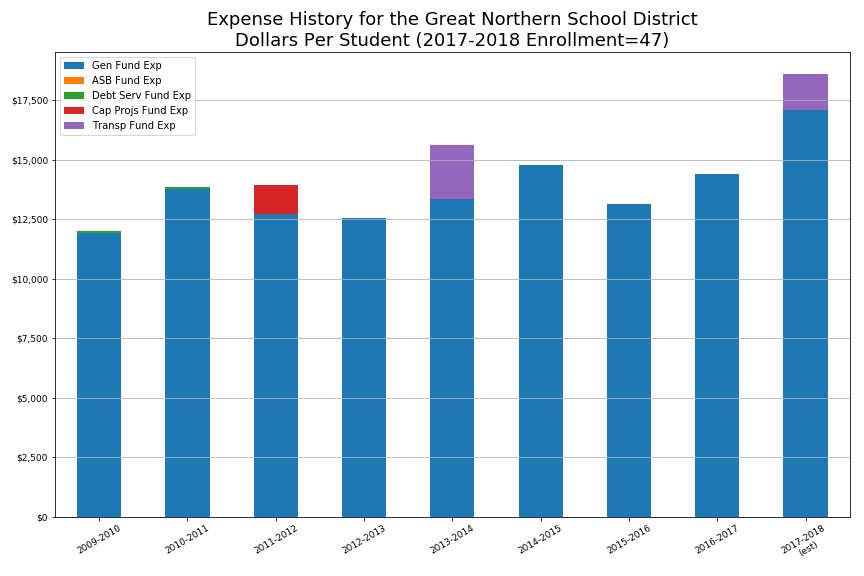 Expense History for the Great Northern School District
Dollars Per Student (2017-2018 Enrollment=47)
Gen Fund Exp
ASB Fund Exp
Debt Serv Fund Exp
Cap Projs Fund Exp
Transp Fund Exp
$17,500
$15,000
$12,500
$10,000
$7,500
$5,000
$2,500
$0
2009-2010
2010-2011
2011-2012
2012-2013
2013-2014
2014-2015
2015-2016
2016-2017
2017-2018
(est)